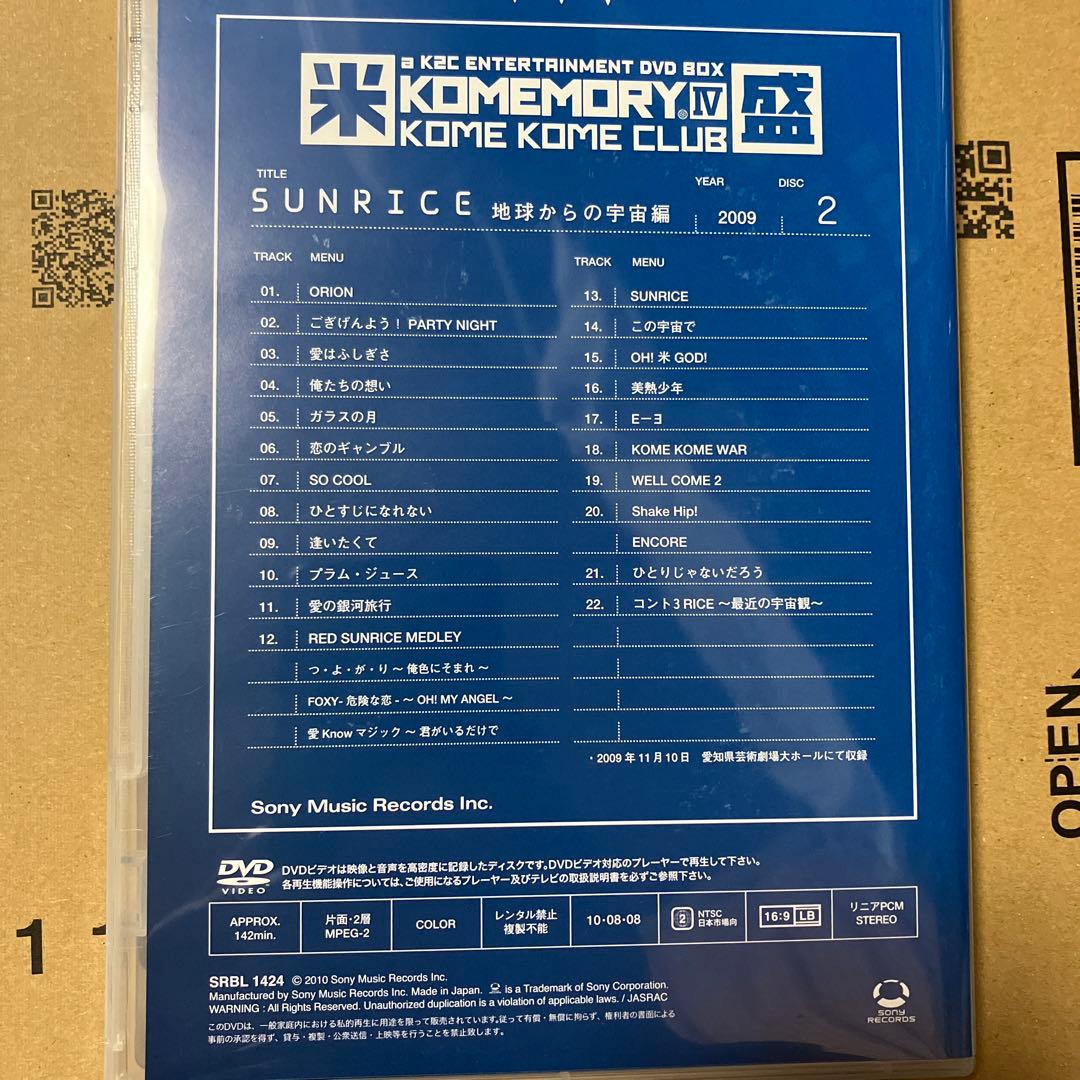 a K2C ENTERTAINMENT DVD BOX
米 KOMEMORY® IV 盛
KOME KOME CLUB
TITLE YEAR DISC
SUNRICE 地球からの宇宙編 2009 2
TRACK MENU
01. ORION
02. ごぎげんよう! PARTY NIGHT
03. 愛はふしぎさ
04. 俺たちの想い
05. ガラスの月
06. 恋のギャンブル
07. SO COOL
08. ひとすじになれない
09. 逢いたくて
10. プラム・ジュース
11. 愛の銀河旅行
12. RED SUNRICE MEDLEY
つ・よ・が・り ～ 俺色にそまれ ～
FOXY- 危険な恋 - ～ OH! MY ANGEL ～
愛 Know マジック ～ 君がいるだけで
TRACK MENU
13. SUNRICE
14. この宇宙で
15. OH! 米 GOD!
16. 美熱少年
17. Eーヨ
18. KOME KOME WAR
19. WELL COME 2
20. Shake Hip!
ENCORE
21. ひとりじゃないだろう
22. コント3 RICE ～最近の宇宙観～
・2009 年 11 月 10 日 愛知県芸術劇場大ホールにて収録
Sony Music Records Inc.
DVD VIDEO
DVDビデオは映像と音声を高密度に記録したディスクです。DVDビデオ対応のプレーヤーで再生して下さい。
各再生機能操作については、ご使用になるプレーヤー及びテレビの取扱説明書を必ずご参照下さい。
APPROX. 142min.
片面・2層 MPEG-2
COLOR
レンタル禁止 複製不能
10・08・08
2 NTSC 日本市場向
16:9 LB
リニアPCM STEREO
SRBL 1424 © 2010 Sony Music Records Inc.
Manufactured by Sony Music Records Inc. Made in Japan. is a Trademark of Sony Corporation.
WARNING : All Rights Reserved. Unauthorized duplication is a violation of applicable laws. / JASRAC
このDVDは、一般家庭内における私的再生に用途を限って販売されています。従って有償・無償に拘らず、権利者の書面による
事前の承認を得ず、貸与・複製・公衆送信・上映等を行うことを禁止致します。
SONY RECORDS
OPEN
1 1